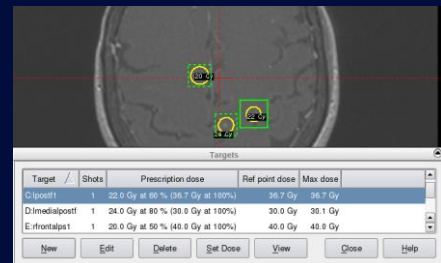 20 Gy
22 Gy
24 Gy
Targets
Target / Shots Prescription dose Ref point dose Max dose
C:lpostf1 1 22.0 Gy at 60 % (36.7 Gy at 100%) 36.7 Gy 36.7 Gy
D:lmedialpostf 1 24.0 Gy at 80 % (30.0 Gy at 100%) 30.0 Gy 30.1 Gy
E:rfrontalps1 1 20.0 Gy at 50 % (40.0 Gy at 100%) 40.0 Gy 40.0 Gy
New Edit Delete Set Dose View Close Help